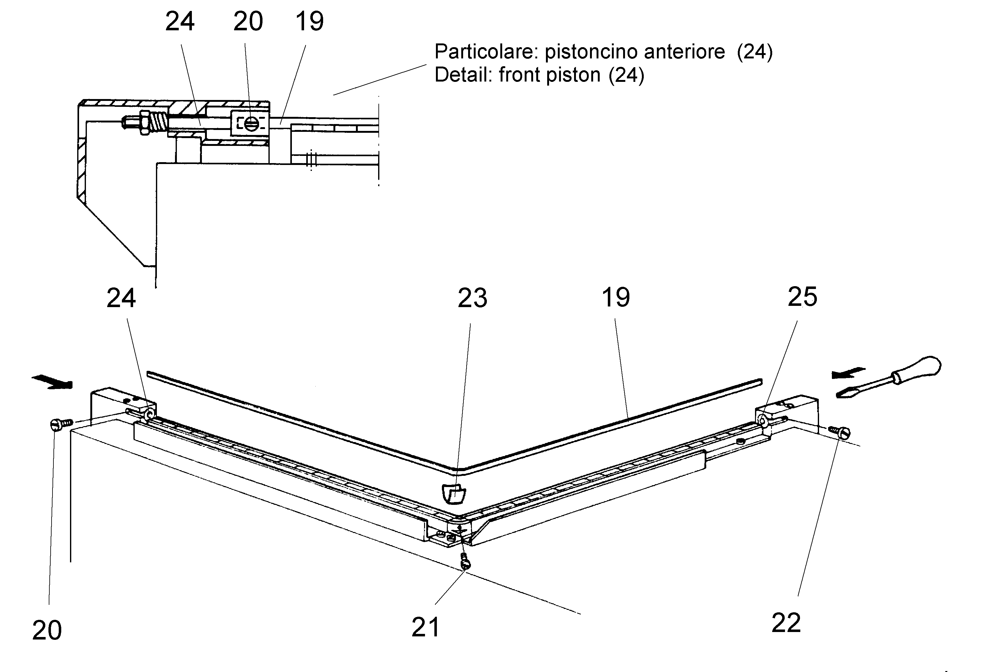 24 20 19
Particolare: pistoncino anteriore (24)
Detail: front piston (24)
24 23 19 25
20 21 22